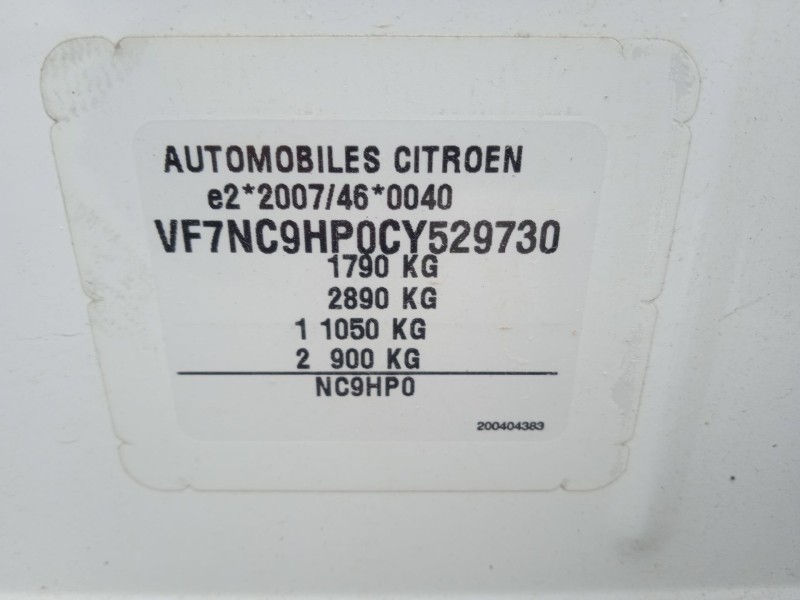 AUTOMOBILES CITROEN
e2*2007/46*0040
VF7NC9HP0CY529730
1790 KG
2890 KG
1 1050 KG
2 900 KG
NC9HP0
200404383